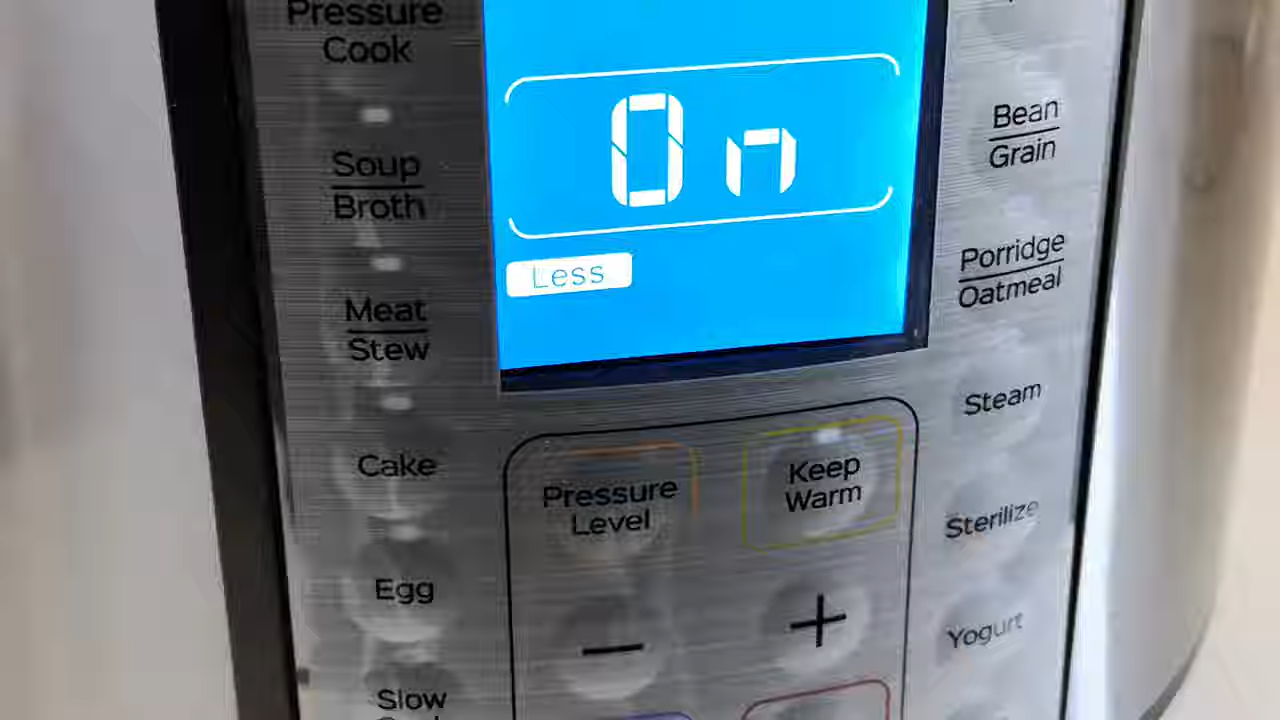 Pressure
Cook
Soup
Broth
Meat
Stew
Cake
Egg
Slow
On
Less
Pressure
Level
Keep
Warm
−
+
Bean
Grain
Porridge
Oatmeal
Steam
Sterilize
Yogurt